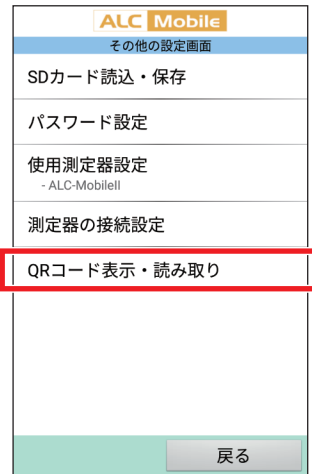 ALC Mobile
その他の設定画面
SDカード読込・保存
パスワード設定
使用測定器設定
- ALC-MobileII
測定器の接続設定
QRコード表示・読み取り
戻る